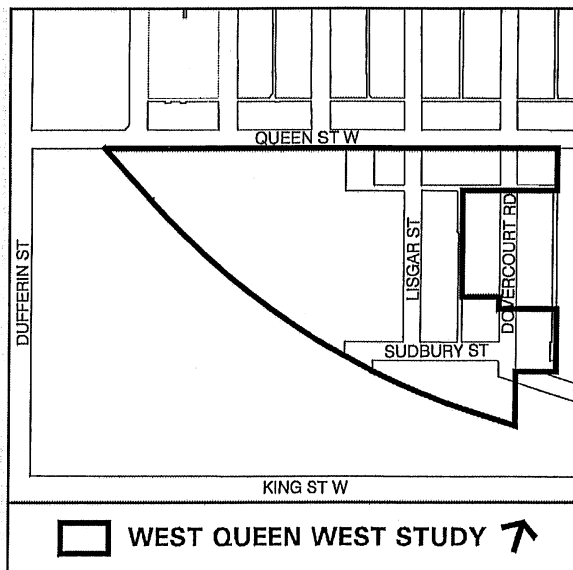 QUEEN ST W
DUFFERIN ST
LISGAR ST
DOVERCOURT RD
SUDBURY ST
KING ST W
WEST QUEEN WEST STUDY